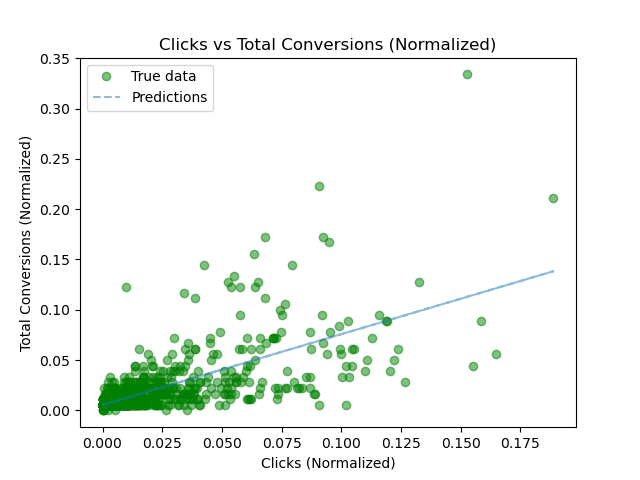 Clicks vs Total Conversions (Normalized)
True data
Predictions
Total Conversions (Normalized)
0.35
0.30
0.25
0.20
0.15
0.10
0.05
0.00
0.000 0.025 0.050 0.075 0.100 0.125 0.150 0.175
Clicks (Normalized)